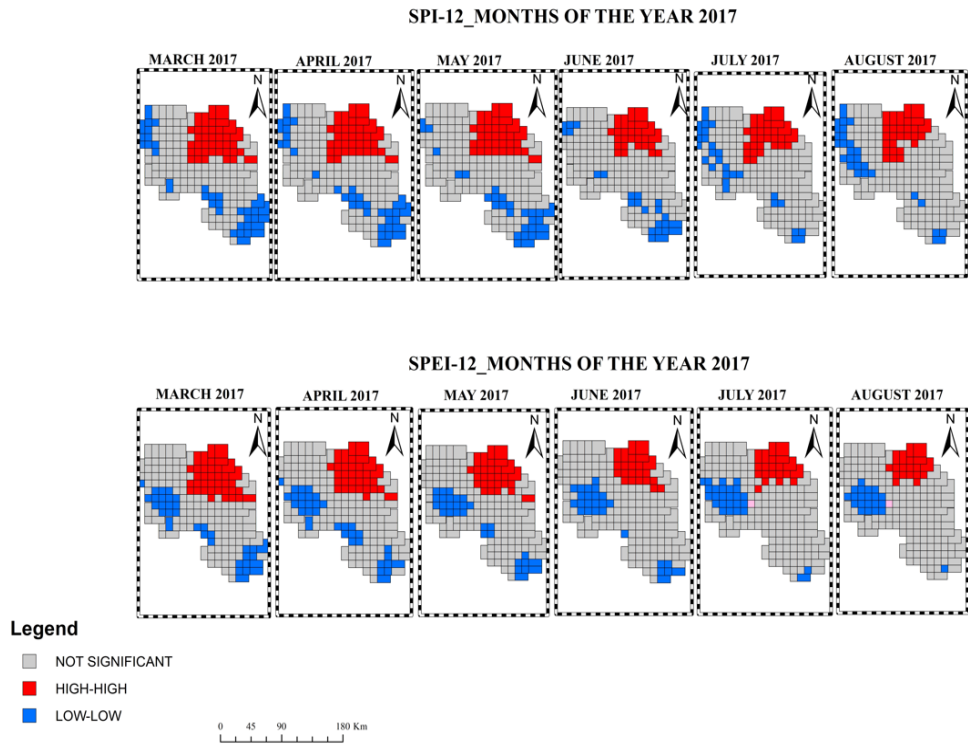 SPI-12_MONTHS OF THE YEAR 2017
MARCH 2017 APRIL 2017 MAY 2017 JUNE 2017 JULY 2017 AUGUST 2017
N N N N N N
SPEI-12_MONTHS OF THE YEAR 2017
MARCH 2017 APRIL 2017 MAY 2017 JUNE 2017 JULY 2017 AUGUST 2017
N N N N N N
Legend
NOT SIGNIFICANT
HIGH-HIGH
LOW-LOW
0 45 90 180 Km